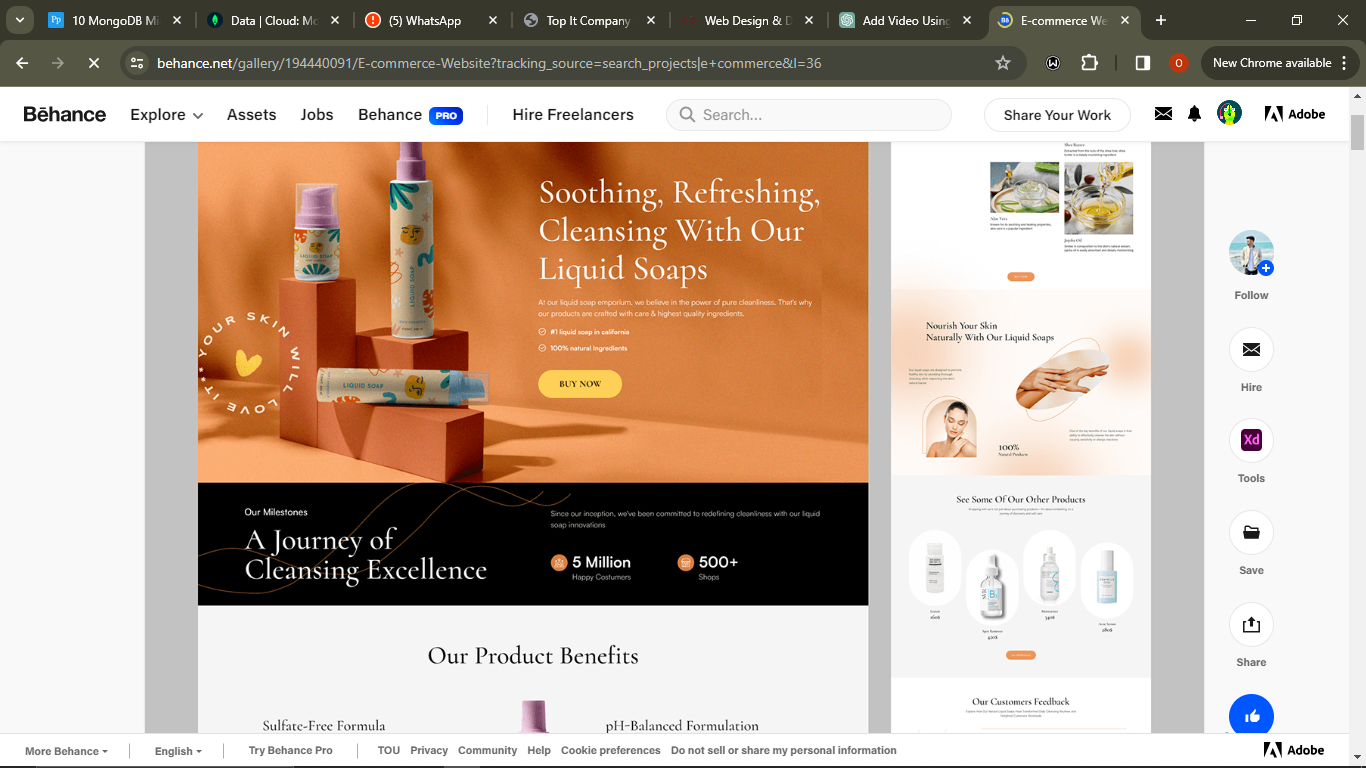 10 MongoDB Mi
Data | Cloud: Mo
(5) WhatsApp
Top It Company
Web Design & D
Add Video Using
E-commerce We
behance.net/gallery/194440091/E-commerce-Website?tracking_source=search_projects|e+commerce&l=36
New Chrome available
Bēhance
Explore
Assets
Jobs
Behance PRO
Hire Freelancers
Search...
Share Your Work
Adobe
Soothing, Refreshing,
Cleansing With Our
Liquid Soaps
At our liquid soap emporium, we believe in the power of pure cleanliness. That's why
our products are crafted with care & highest quality ingredients.
#1 liquid soap in california
100% natural Ingredients
BUY NOW
LIQUID SOAP
LIQUID SOAP
LIQUID SOAP
YOUR SKIN WILL LOVE IT
Our Milestones
A Journey of
Cleansing Excellence
Since our inception, we've been committed to redefining cleanliness with our liquid
soap innovations
5 Million
Happy Costumers
500+
Shops
Our Product Benefits
Sulfate-Free Formula
pH-Balanced Formulation
Shea Butter
Aloe Vera
Jojoba Oil
Nourish Your Skin
Naturally With Our Liquid Soaps
100%
Natural Products
See Some Of Our Other Products
Our Customers Feedback
Follow
Hire
Xd
Tools
Save
Share
More Behance
English
Try Behance Pro
TOU
Privacy
Community
Help
Cookie preferences
Do not sell or share my personal information
Adobe